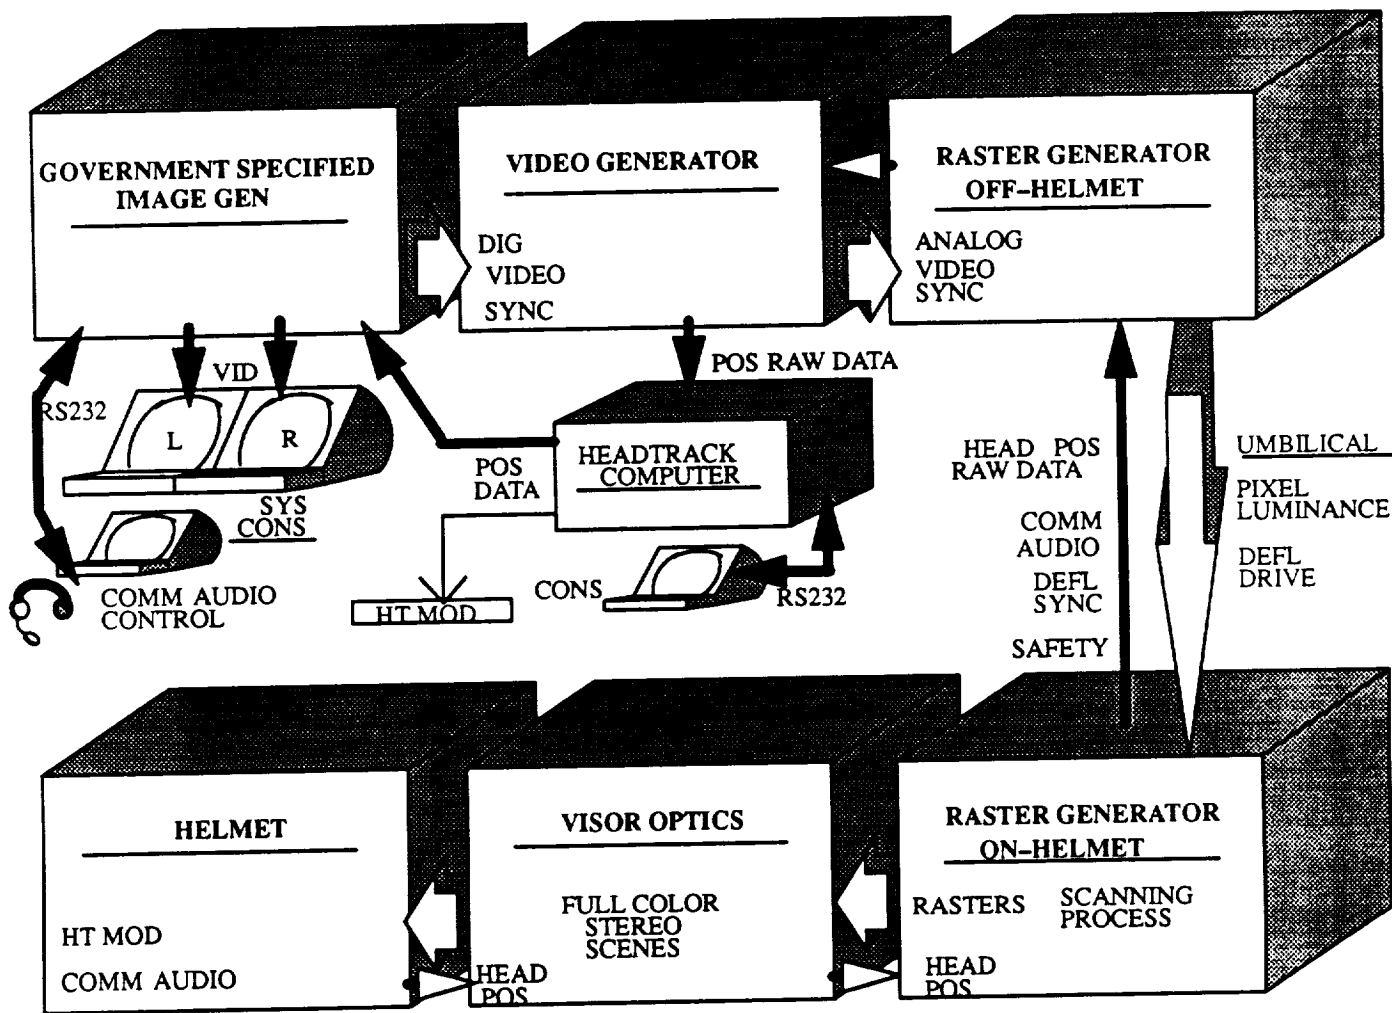 GOVERNMENT SPECIFIED
IMAGE GEN
VIDEO GENERATOR
RASTER GENERATOR
OFF–HELMET
DIG
VIDEO
SYNC
ANALOG
VIDEO
SYNC
VID
RS232
L
R
SYS
CONS
COMM AUDIO
CONTROL
POS RAW DATA
HEADTRACK
COMPUTER
POS
DATA
HT MOD
CONS
RS232
HEAD POS
RAW DATA
COMM
AUDIO
DEFL
SYNC
SAFETY
UMBILICAL
PIXEL
LUMINANCE
DEFL
DRIVE
HELMET
HT MOD
COMM AUDIO
VISOR OPTICS
FULL COLOR
STEREO
SCENES
HEAD
POS
RASTER GENERATOR
ON–HELMET
RASTERS
SCANNING
PROCESS
HEAD
POS